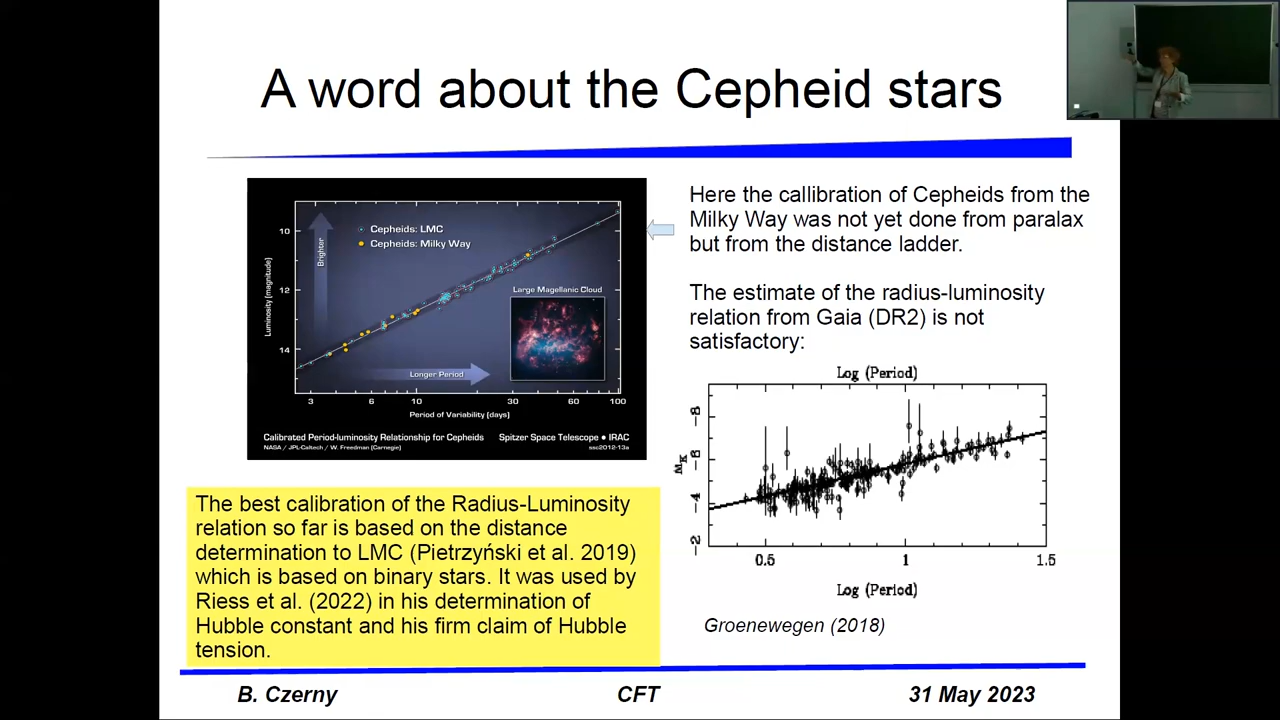 A word about the Cepheid stars
10
12
14
Luminosity (magnitude)
Brighter
Cepheids: LMC
Cepheids: Milky Way
Large Magellanic Cloud
Longer Period
3
6
10
30
60
100
Period of Variability (days)
Calibrated Period-luminosity Relationship for Cepheids
Spitzer Space Telescope • IRAC
NASA / JPL-Caltech / W. Freedman (Carnegie)
ssc2012-13a
Here the callibration of Cepheids from the
Milky Way was not yet done from paralax
but from the distance ladder.
The estimate of the radius-luminosity
relation from Gaia (DR2) is not
satisfactory:
Log (Period)
-8
-6
-4
-2
MK
0.5
1
1.5
Log (Period)
Groenewegen (2018)
The best calibration of the Radius-Luminosity
relation so far is based on the distance
determination to LMC (Pietrzyński et al. 2019)
which is based on binary stars. It was used by
Riess et al. (2022) in his determination of
Hubble constant and his firm claim of Hubble
tension.
B. Czerny
CFT
31 May 2023